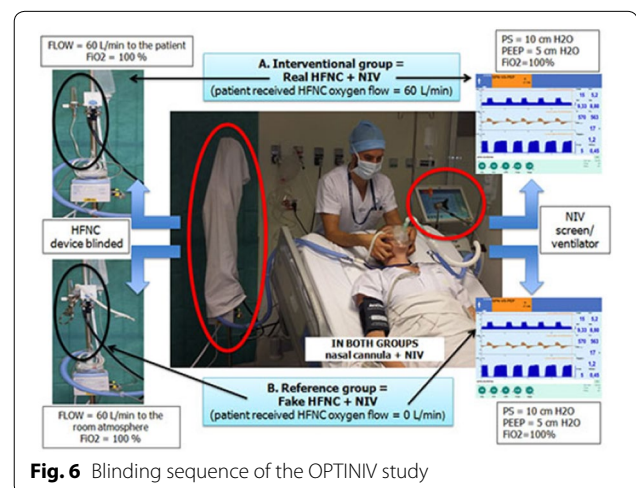 FLOW = 60 L/min to the patient
FiO2 = 100 %
A. Interventional group =
Real HFNC + NIV
(patient received HFNC oxygen flow = 60 L/min)
PS = 10 cm H2O
PEEP = 5 cm H2O
FiO2=100%
HFNC
device blinded
NIV
screen/
ventilator
IN BOTH GROUPS
nasal cannula + NIV
B. Reference group =
Fake HFNC + NIV
(patient received HFNC oxygen flow = 0 L/min)
FLOW = 60 L/min to the
room atmosphere
FiO2 = 100 %
PS = 10 cm H2O
PEEP = 5 cm H2O
FiO2=100%
Fig. 6 Blinding sequence of the OPTINIV study